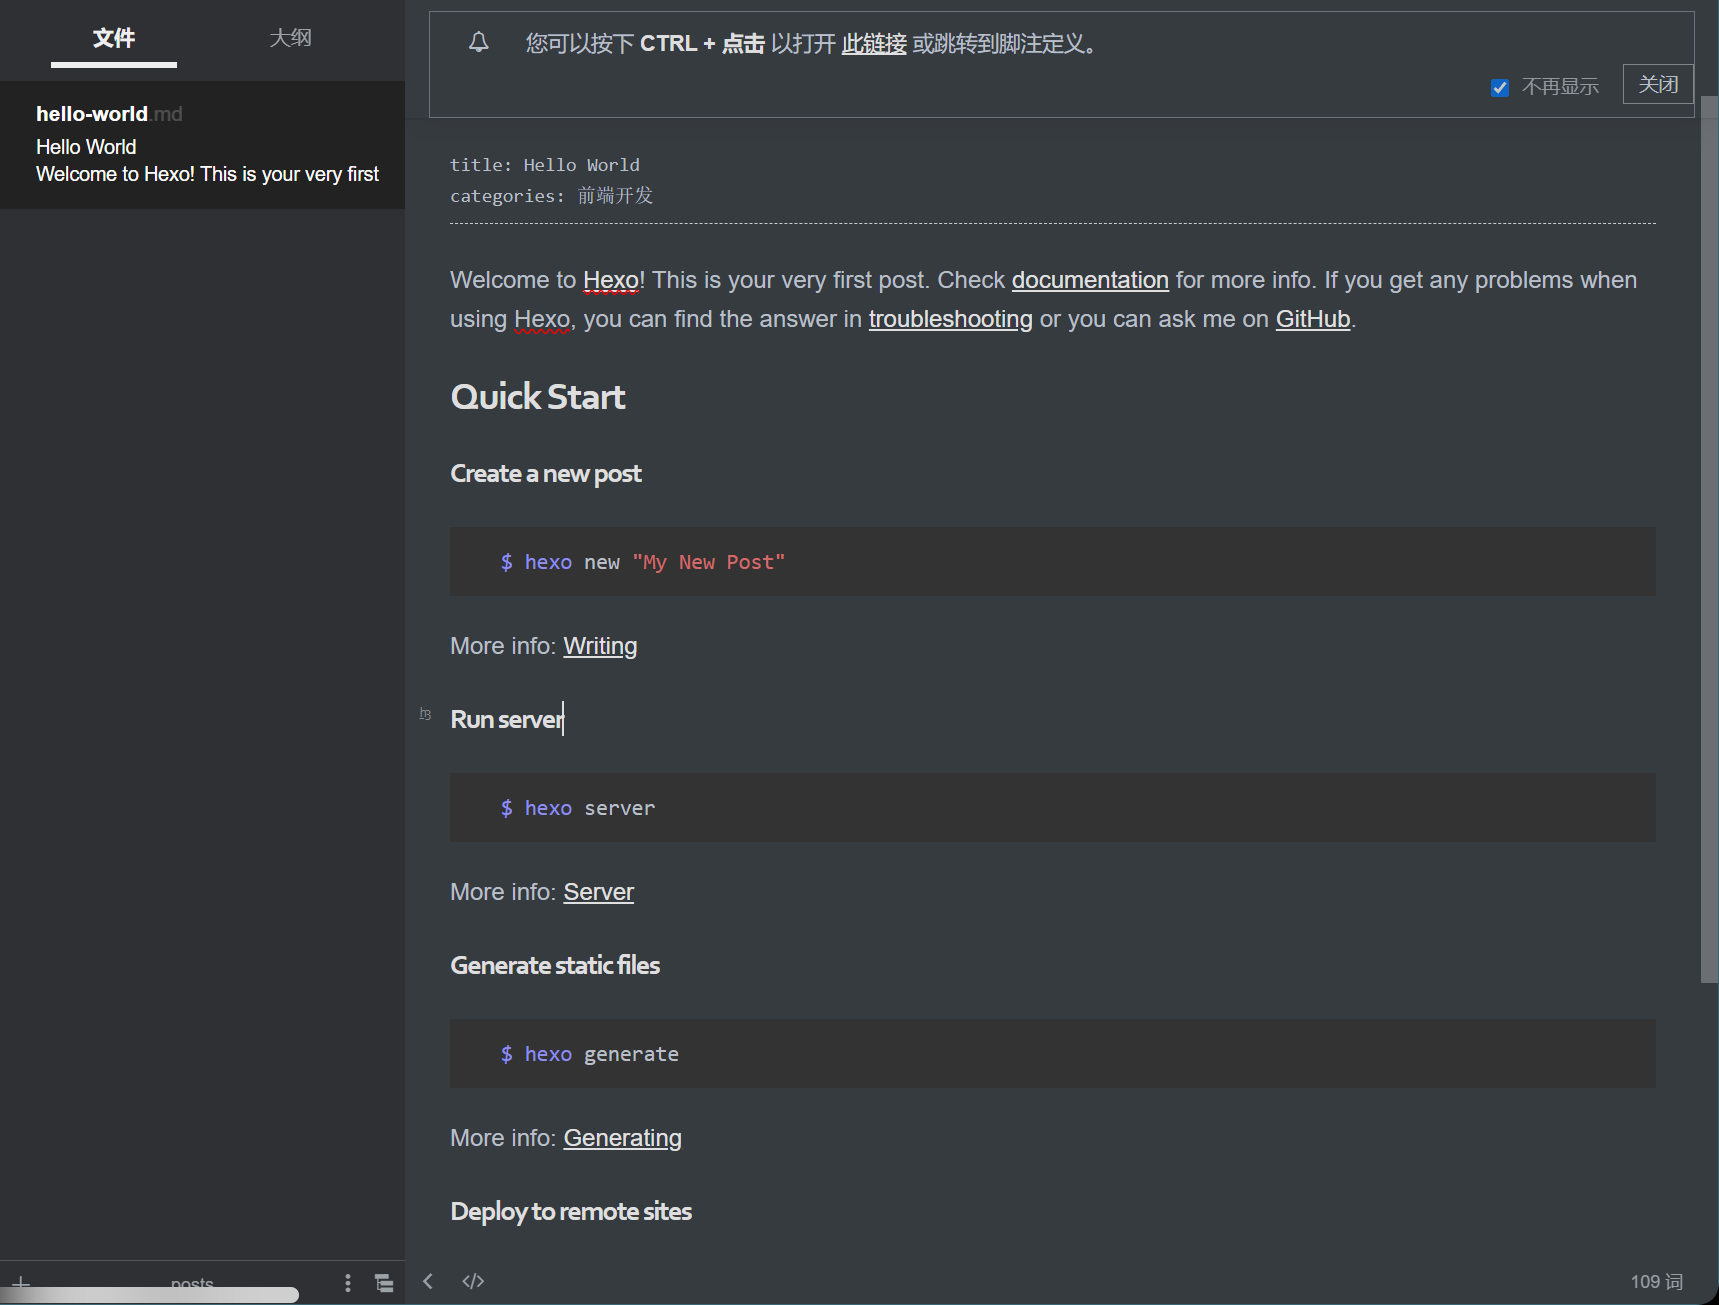 文件 大纲
hello-world.md
Hello World
Welcome to Hexo! This is your very first
您可以按下 CTRL + 点击 以打开 此链接 或跳转到脚注定义。
不再显示 关闭
title: Hello World
categories: 前端开发
Welcome to Hexo! This is your very first post. Check documentation for more info. If you get any problems when
using Hexo, you can find the answer in troubleshooting or you can ask me on GitHub.
Quick Start
Create a new post
$ hexo new "My New Post"
More info: Writing
h3 Run server
$ hexo server
More info: Server
Generate static files
$ hexo generate
More info: Generating
Deploy to remote sites
posts
109 词